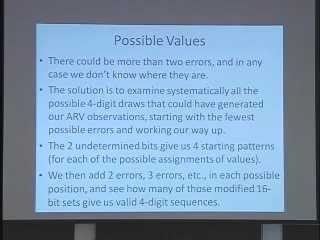 Possible Values
• There could be more than two errors, and in any
case we don't know where they are.
• The solution is to examine systematically all the
possible 4-digit draws that could have generated
our ARV observations, starting with the fewest
possible errors and working our way up.
• The 2 undetermined bits give us 4 starting patterns
(for each of the possible assignments of values).
• We then add 2 errors, 3 errors, etc., in each possible
position, and see how many of those modified 16-
bit sets give us valid 4-digit sequences.